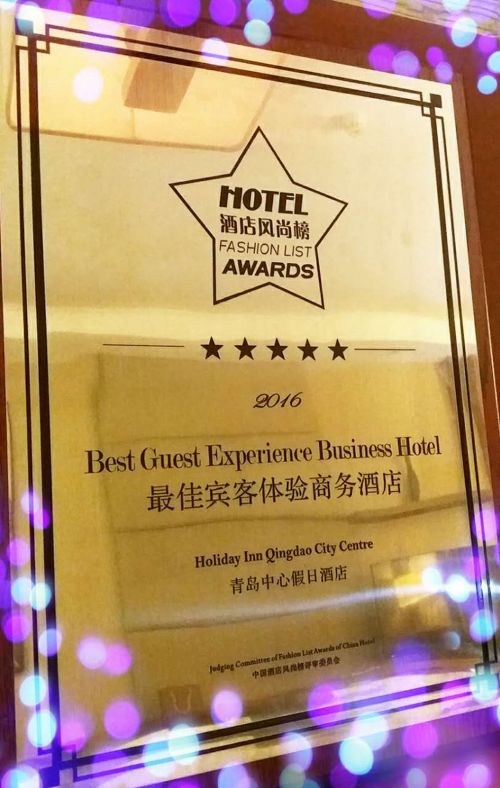 HOTEL
酒店风尚榜
FASHION LIST
AWARDS
2016
Best Guest Experience Business Hotel
最佳宾客体验商务酒店
Holiday Inn Qingdao City Centre
青岛中心假日酒店
Judging Committee of Fashion List Awards of China Hotel
中国酒店风尚榜评审委员会